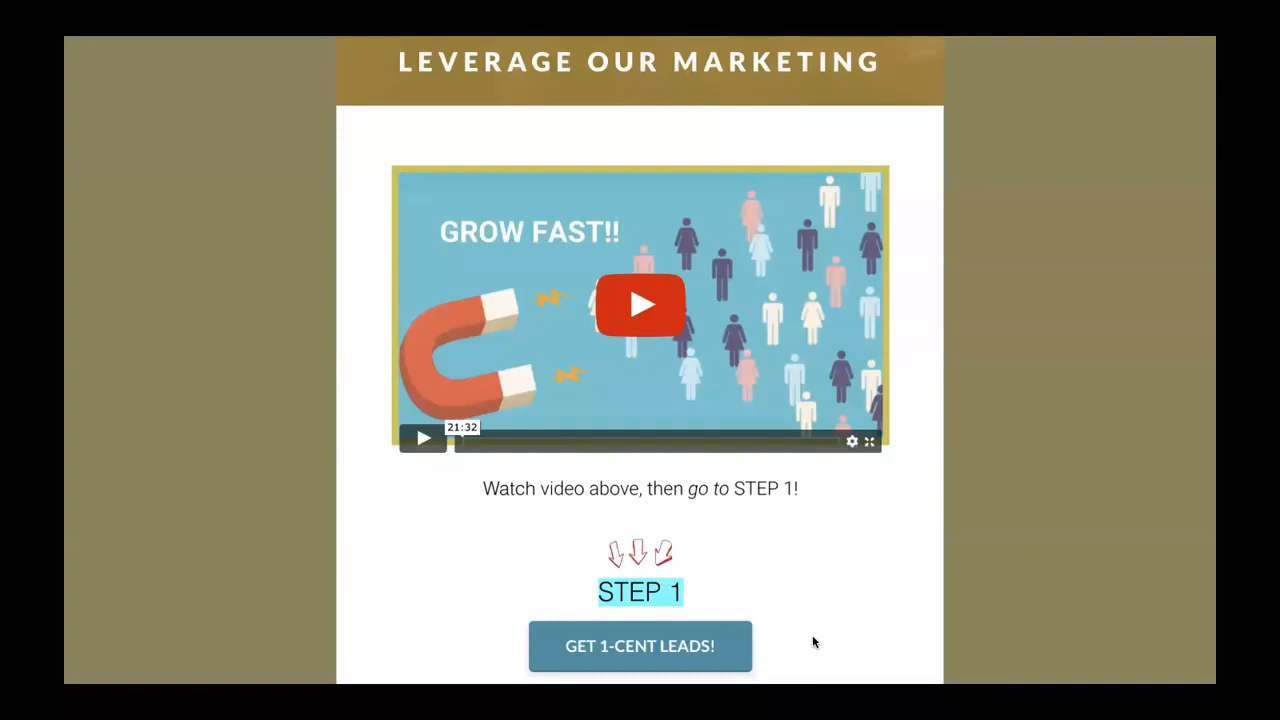 LEVERAGE OUR MARKETING
GROW FAST!!
21:32
Watch video above, then go to STEP 1!
STEP 1
GET 1-CENT LEADS!